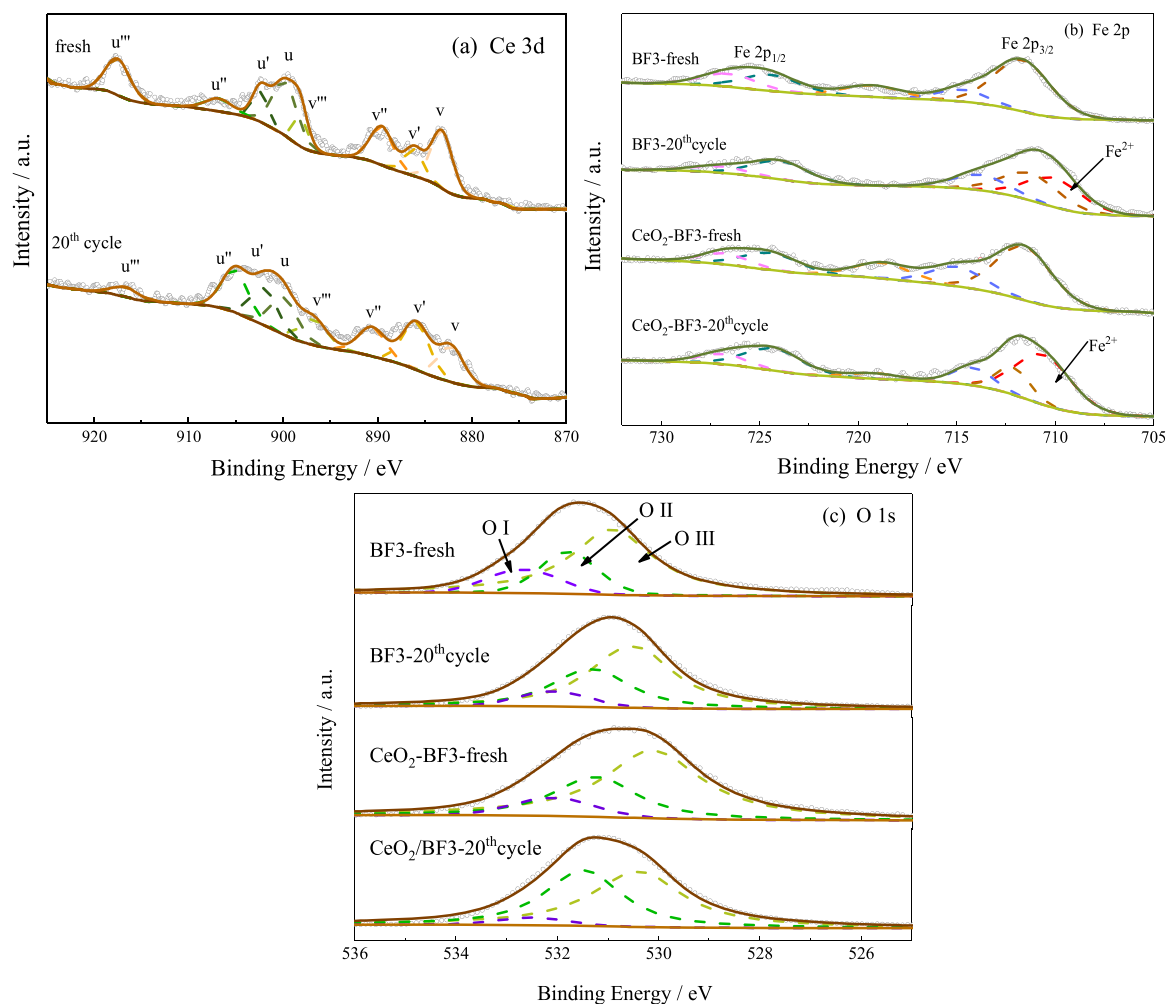 (a) Ce 3d
fresh
u'''
u''
u'
u
v'''
v''
v'
v
20th cycle
u'''
u''
u'
u
v'''
v''
v'
v
Intensity / a.u.
920
910
900
890
880
870
Binding Energy / eV
(b) Fe 2p
Fe 2p1/2
Fe 2p3/2
BF3-fresh
BF3-20thcycle
Fe2+
CeO2-BF3-fresh
CeO2-BF3-20thcycle
Fe2+
Intensity / a.u.
730
725
720
715
710
705
Binding Energy / eV
(c) O 1s
O I
O II
O III
BF3-fresh
BF3-20thcycle
CeO2-BF3-fresh
CeO2/BF3-20thcycle
Intensity / a.u.
536
534
532
530
528
526
Binding Energy / eV